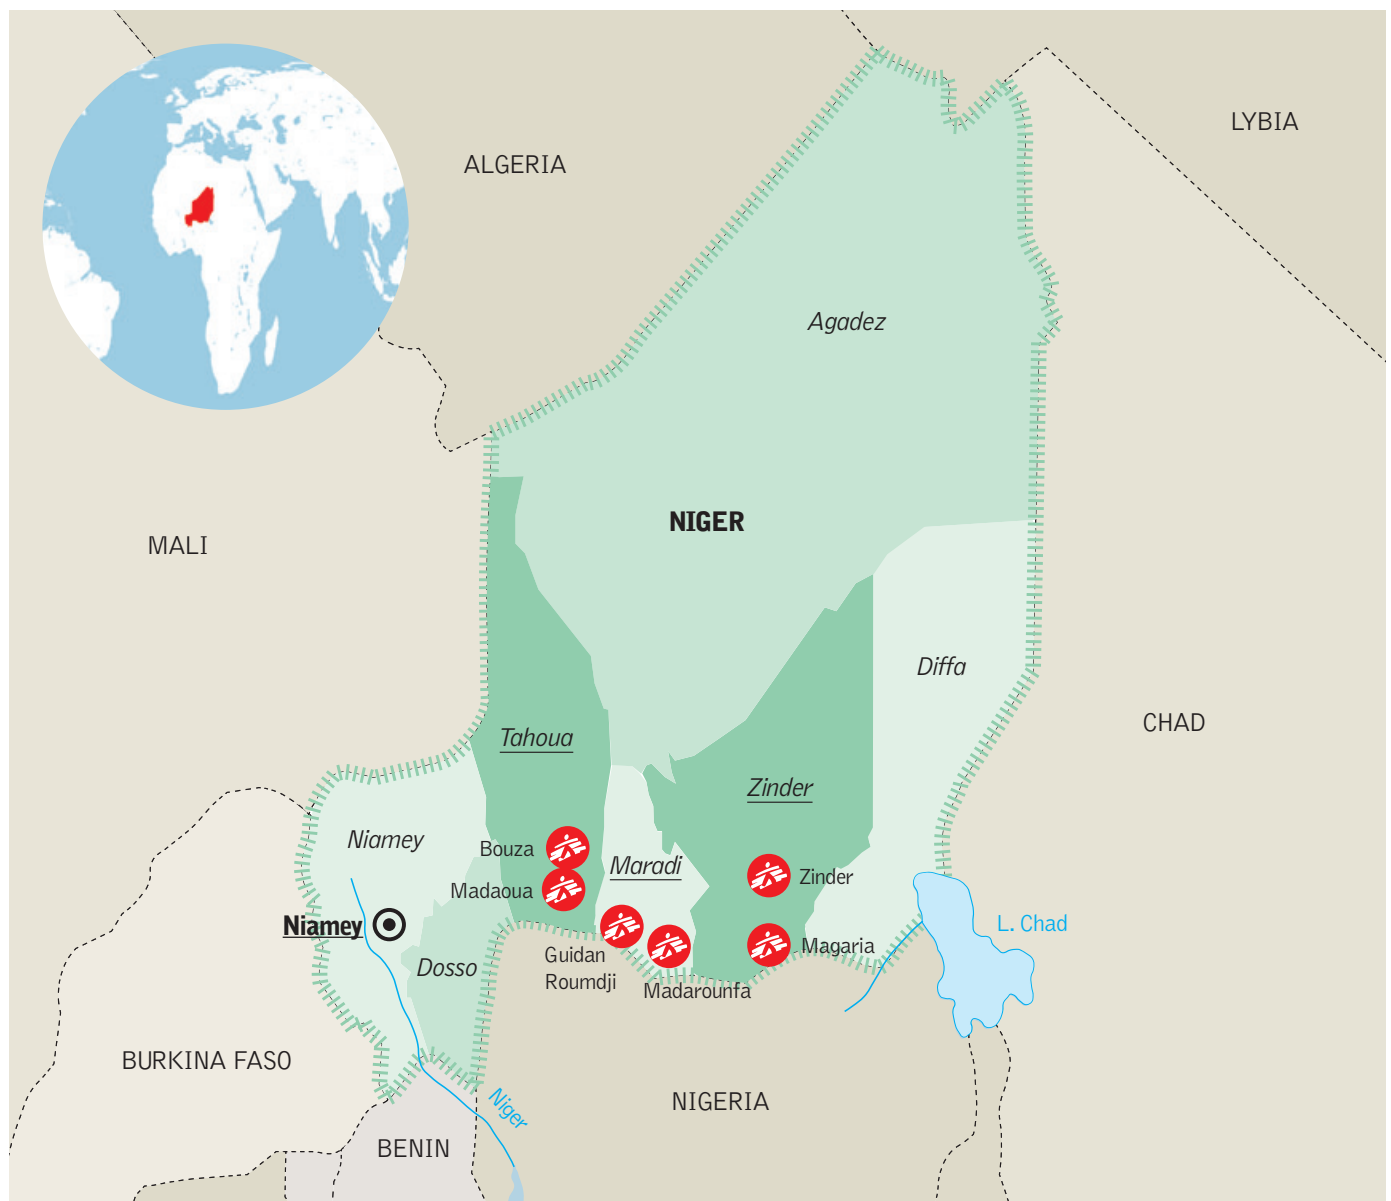 LYBIA
ALGERIA
Agadez
NIGER
MALI
Diffa
CHAD
Tahoua
Zinder
Niamey
Bouza
Maradi
Zinder
Madaoua
Niamey
L. Chad
Magaria
Guidan
Roumdji
Dosso
Madarounfa
BURKINA FASO
Niger
NIGERIA
BENIN